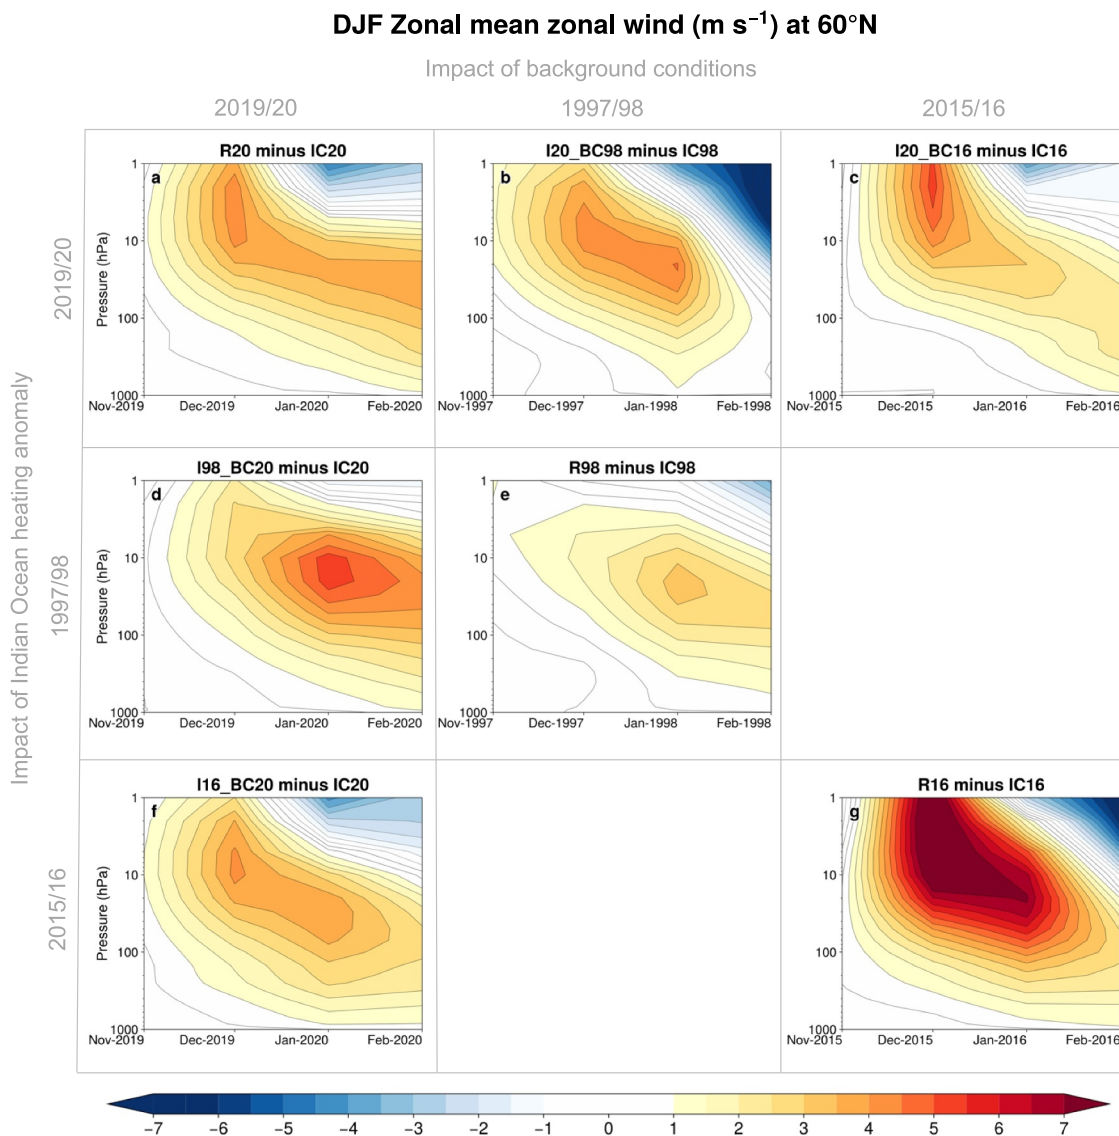 DJF Zonal mean zonal wind (m s⁻¹) at 60°N
Impact of background conditions
2019/20 1997/98 2015/16
Impact of Indian Ocean heating anomaly
2019/20
R20 minus IC20
a
Pressure (hPa)
1
10
100
1000
Nov-2019 Dec-2019 Jan-2020 Feb-2020
I20_BC98 minus IC98
b
1
10
100
1000
Nov-1997 Dec-1997 Jan-1998 Feb-1998
I20_BC16 minus IC16
c
1
10
100
1000
Nov-2015 Dec-2015 Jan-2016 Feb-2016
1997/98
I98_BC20 minus IC20
d
Pressure (hPa)
1
10
100
1000
Nov-2019 Dec-2019 Jan-2020 Feb-2020
R98 minus IC98
e
1
10
100
1000
Nov-1997 Dec-1997 Jan-1998 Feb-1998
2015/16
I16_BC20 minus IC20
f
Pressure (hPa)
1
10
100
1000
Nov-2019 Dec-2019 Jan-2020 Feb-2020
R16 minus IC16
g
1
10
100
1000
Nov-2015 Dec-2015 Jan-2016 Feb-2016
−7 −6 −5 −4 −3 −2 −1 0 1 2 3 4 5 6 7